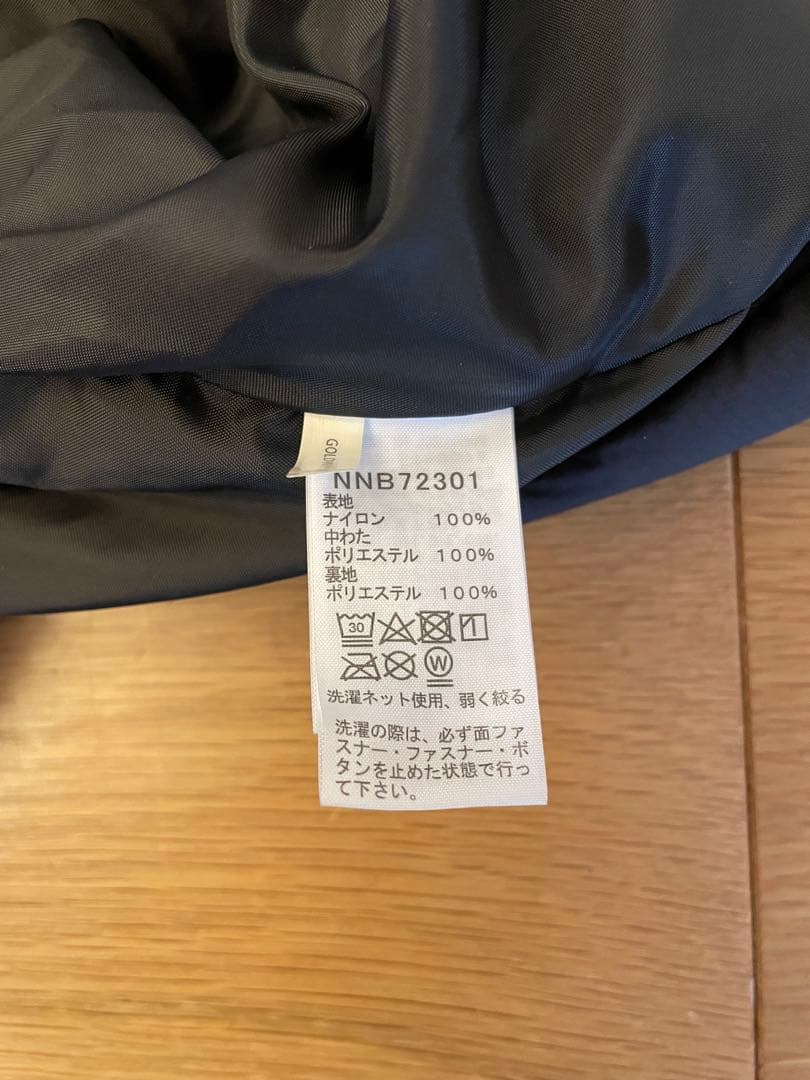 GOLDW
NNB72301
表地
ナイロン 100%
中わた
ポリエステル 100%
裏地
ポリエステル 100%
30
W
洗濯ネット使用、弱く絞る
洗濯の際は、必ず面ファ
スナー・ファスナー・ボ
タンを止めた状態で行っ
て下さい。